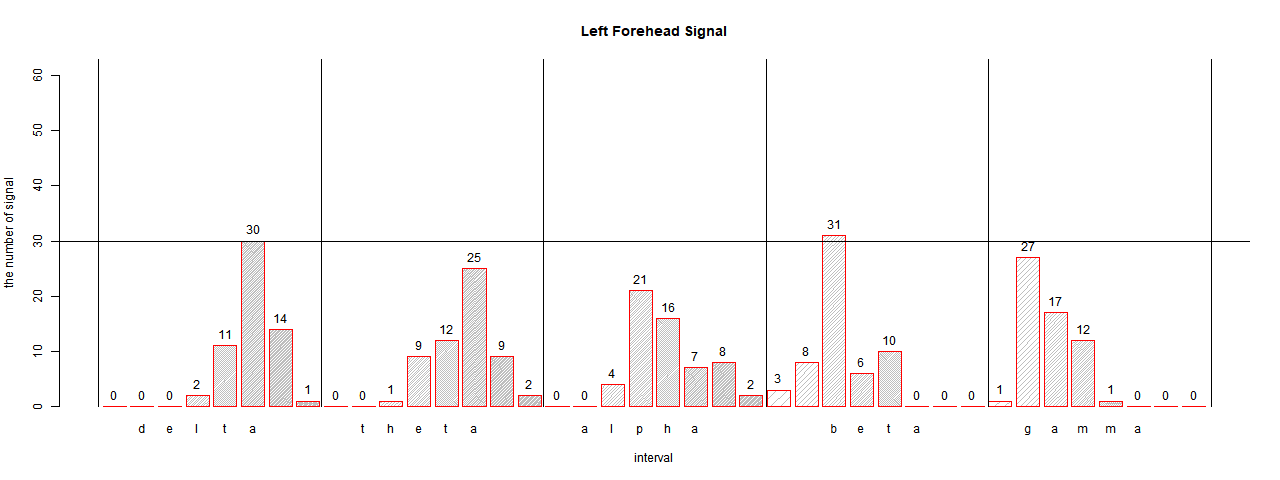 Left Forehead Signal
the number of signal
60
50
40
30
20
10
0
0 0 0 2 11 30 14 1 0 0 1 9 12 25 9 2 0 0 4 21 16 7 8 2 3 8 31 6 10 0 0 0 1 27 17 12 1 0 0 0
d e l t a t h e t a a l p h a b e t a g a m m a
interval